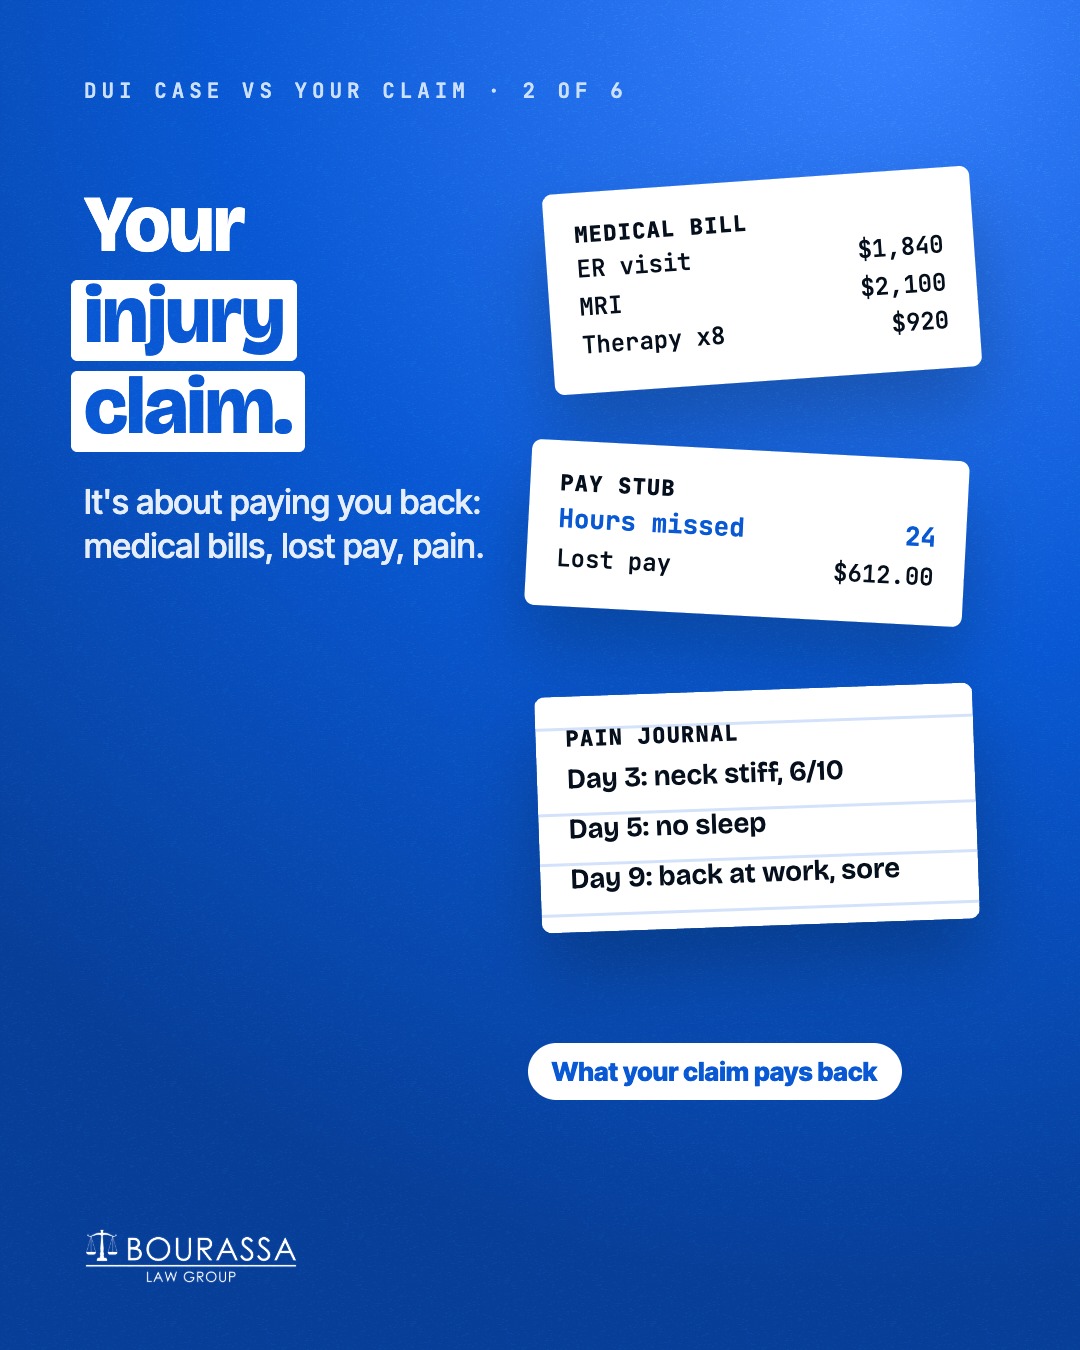 DUI CASE VS YOUR CLAIM · 2 OF 6
Your
injury
claim.
It's about paying you back:
medical bills, lost pay, pain.
MEDICAL BILL
ER visit $1,840
MRI $2,100
Therapy x8 $920
PAY STUB
Hours missed 24
Lost pay $612.00
PAIN JOURNAL
Day 3: neck stiff, 6/10
Day 5: no sleep
Day 9: back at work, sore
What your claim pays back
BOURASSA
LAW GROUP